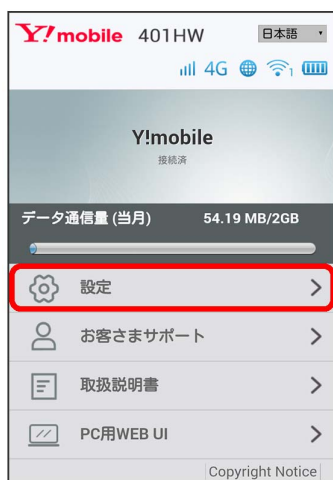 Y!mobile 401HW 日本語
4G 1
Y!mobile
接続済
データ通信量 (当月) 54.19 MB/2GB
設定
お客さまサポート
取扱説明書
PC用WEB UI
Copyright Notice